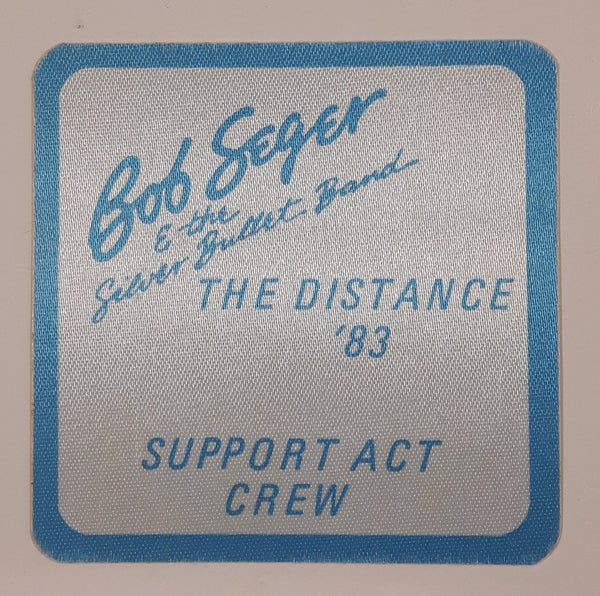 Bob Seger
& the
Silver Bullet Band
THE DISTANCE
'83
SUPPORT ACT
CREW